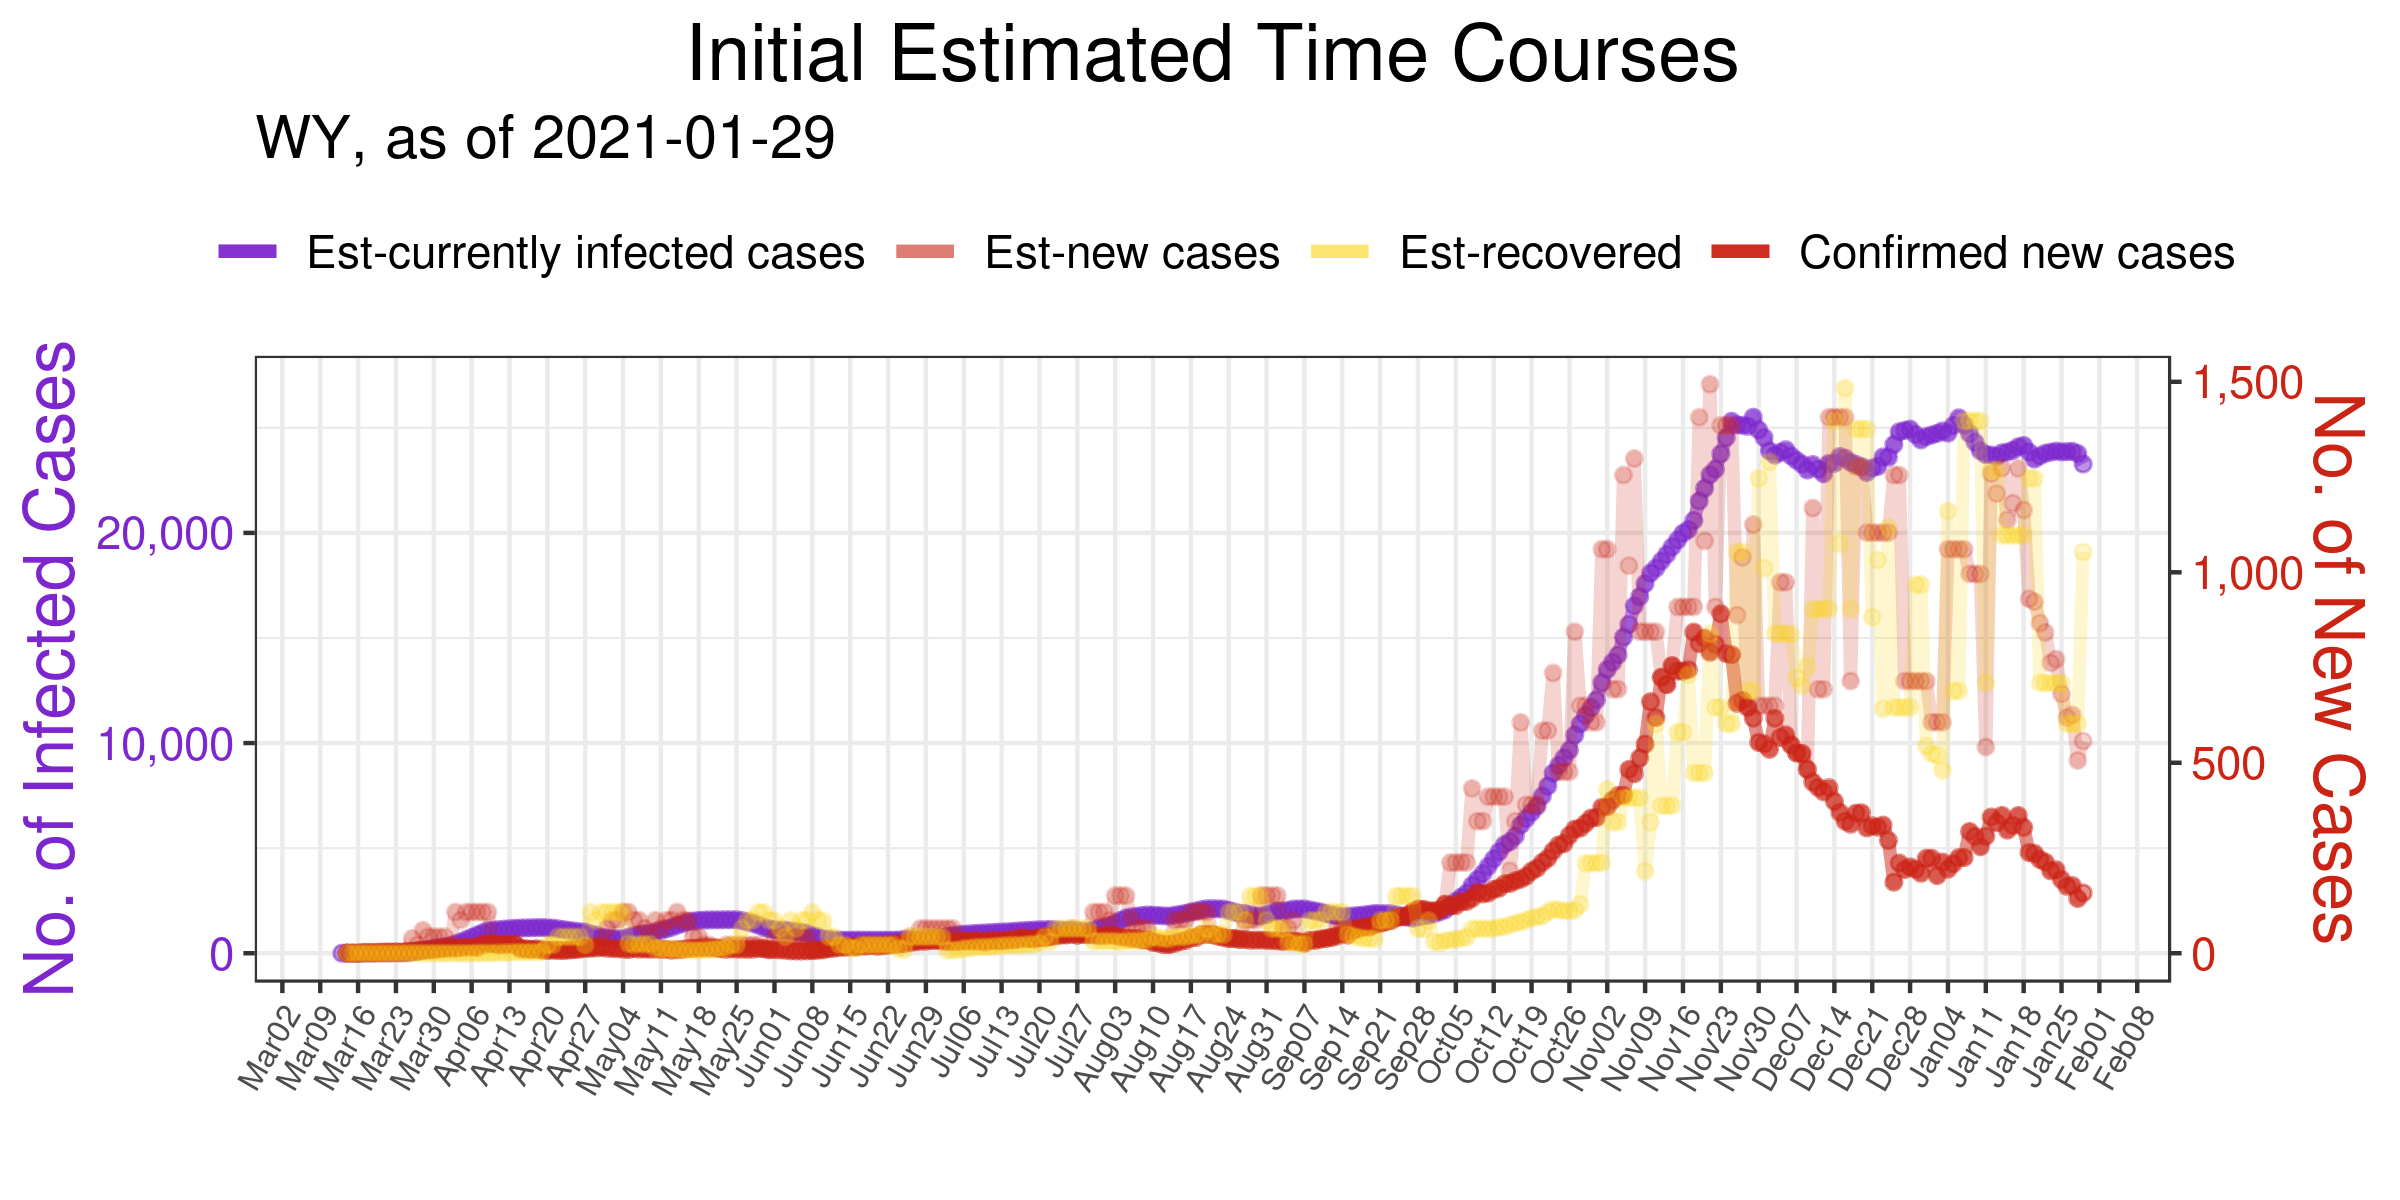 Initial Estimated Time Courses
WY, as of 2021-01-29
Est-currently infected cases Est-new cases Est-recovered Confirmed new cases
No. of Infected Cases
20,000
10,000
0
1,500
1,000
500
0
No. of New Cases
Mar02 Mar09 Mar16 Mar23 Mar30 Apr06 Apr13 Apr20 Apr27 May04 May11 May18 May25 Jun01 Jun08 Jun15 Jun22 Jun29 Jul06 Jul13 Jul20 Jul27 Aug03 Aug10 Aug17 Aug24 Aug31 Sep07 Sep14 Sep21 Sep28 Oct05 Oct12 Oct19 Oct26 Nov02 Nov09 Nov16 Nov23 Nov30 Dec07 Dec14 Dec21 Dec28 Jan04 Jan11 Jan18 Jan25 Feb01 Feb08